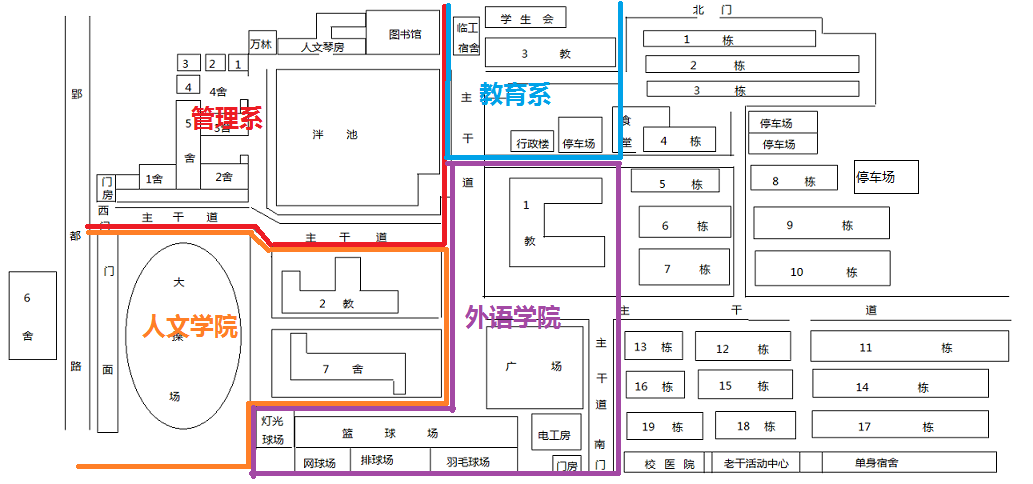 北 门
学 生 会
图书馆
临工
宿舍
万林
人文琴房
3 教
1 栋
2 栋
3 栋
3
2
1
4
4舍
郢
都
路
管理系
教育系
泮 池
主
干
道
5
舍
3舍
行政楼
停车场
食
堂
4 栋
停车场
停车场
门
房
1舍
2舍
5 栋
8 栋
停车场
西
门
主 干 道
1
教
6 栋
9 栋
主 干 道
门
面
大
操
场
7 栋
10 栋
6
舍
2 教
人文学院
外语学院
主 干 道
广 场
主
干
道
南
门
13 栋
12 栋
11 栋
7 舍
16 栋
15 栋
14 栋
灯光
球场
篮 球 场
电工房
19 栋
18 栋
17 栋
网球场
排球场
羽毛球场
门房
校 医 院
老干活动中心
单身宿舍